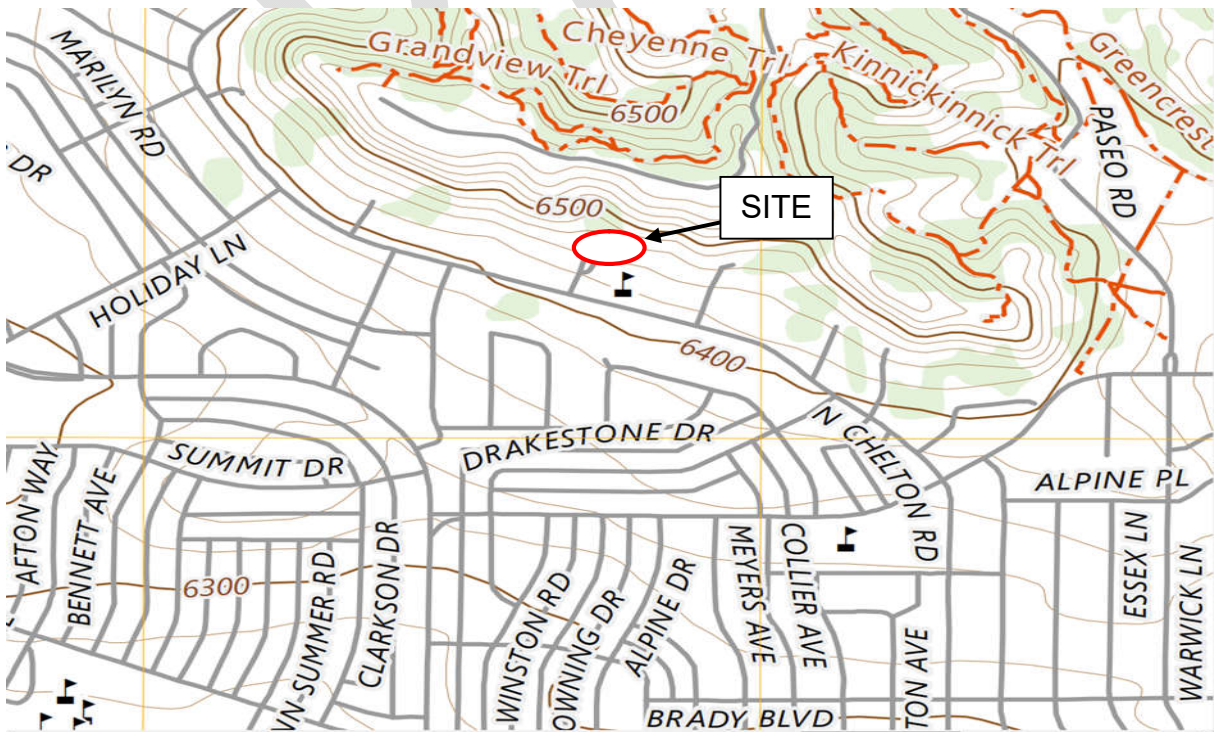 MARILYN RD
Grandview Trl
Cheyenne Trl
Kinnickinnick Trl
Greencrest
PASEO RD
6500
DR
6500
SITE
HOLIDAY LN
6400
N CHELTON RD
DRAKESTONE DR
SUMMIT DR
ALPINE PL
AFTON WAY
BENNETT AVE
6300
CLARKSON DR
WINSTON RD
ALPINE DR
MEYERS AVE
COLLIER AVE
ESSEX LN
WARWICK LN
VN-SUMMER RD
OWNING DR
TON AVE
BRADY BLVD